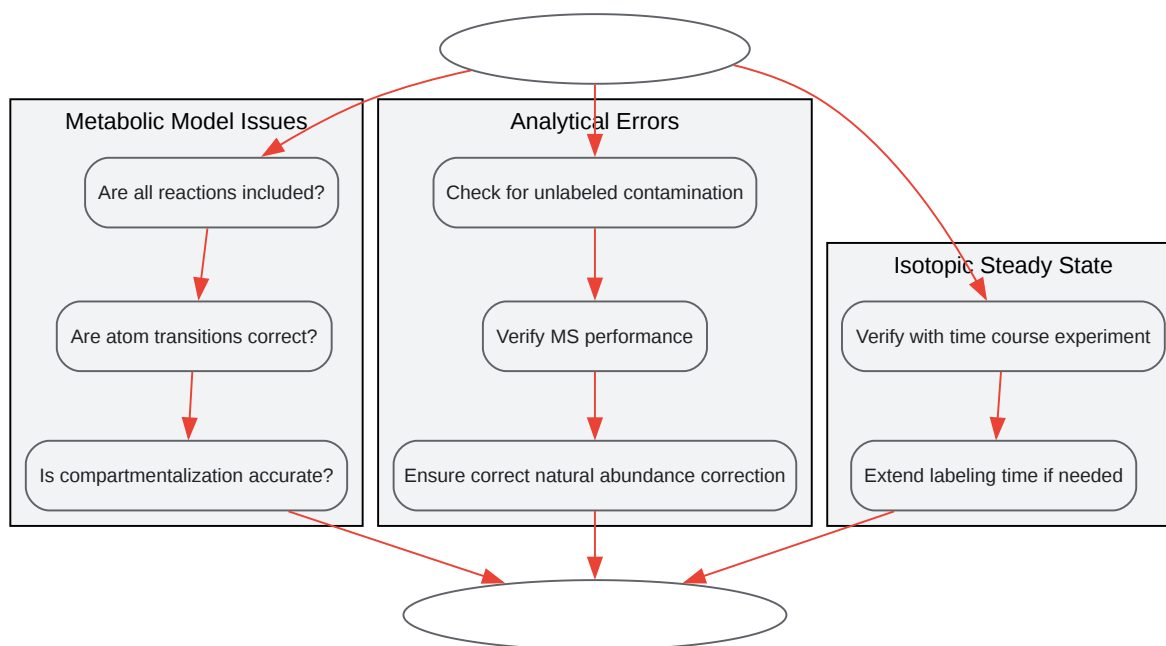 Metabolic Model Issues
Are all reactions included?
Are atom transitions correct?
Is compartmentalization accurate?
Analytical Errors
Check for unlabeled contamination
Verify MS performance
Ensure correct natural abundance correction
Isotopic Steady State
Verify with time course experiment
Extend labeling time if needed